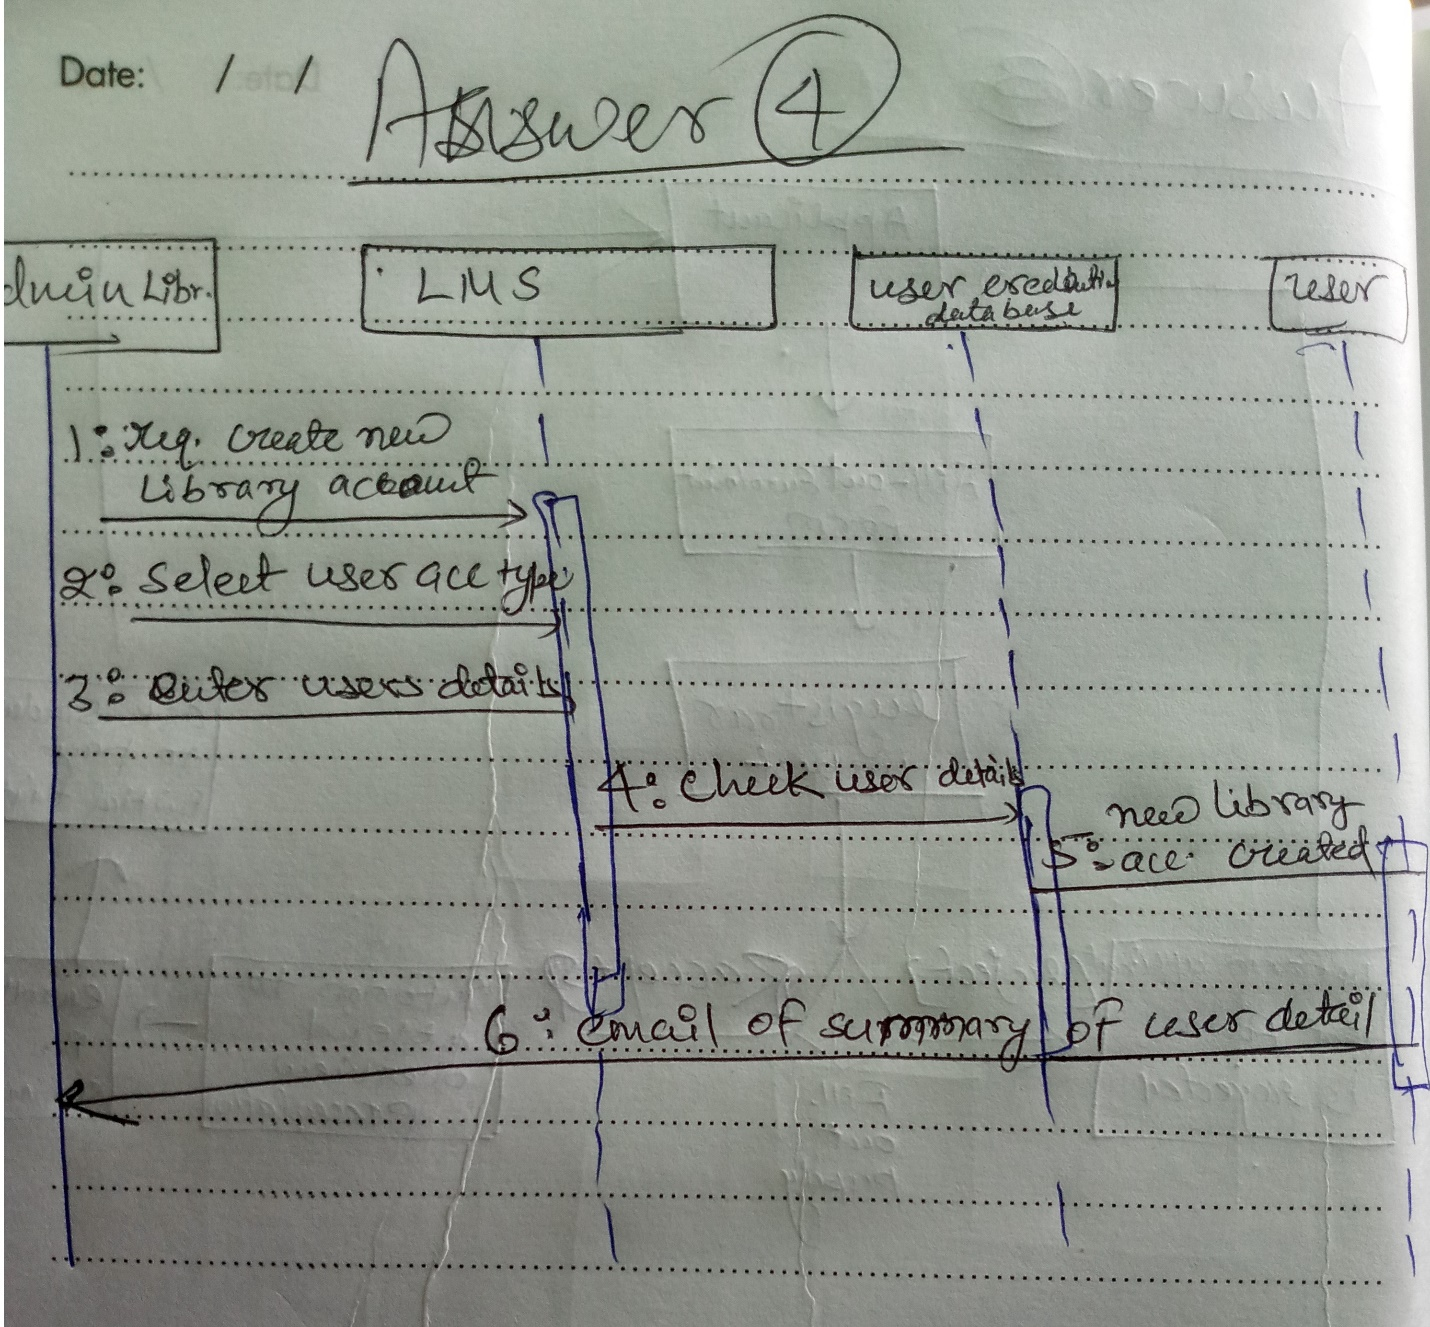 Date: / /
Answer 4
dmin Libr.
LMS
user
database
user
1: req. create new
Library account
2: Select user acc type
3: enter users details
4: check user details
new library
5: acc. created
6: email of summary of user detail